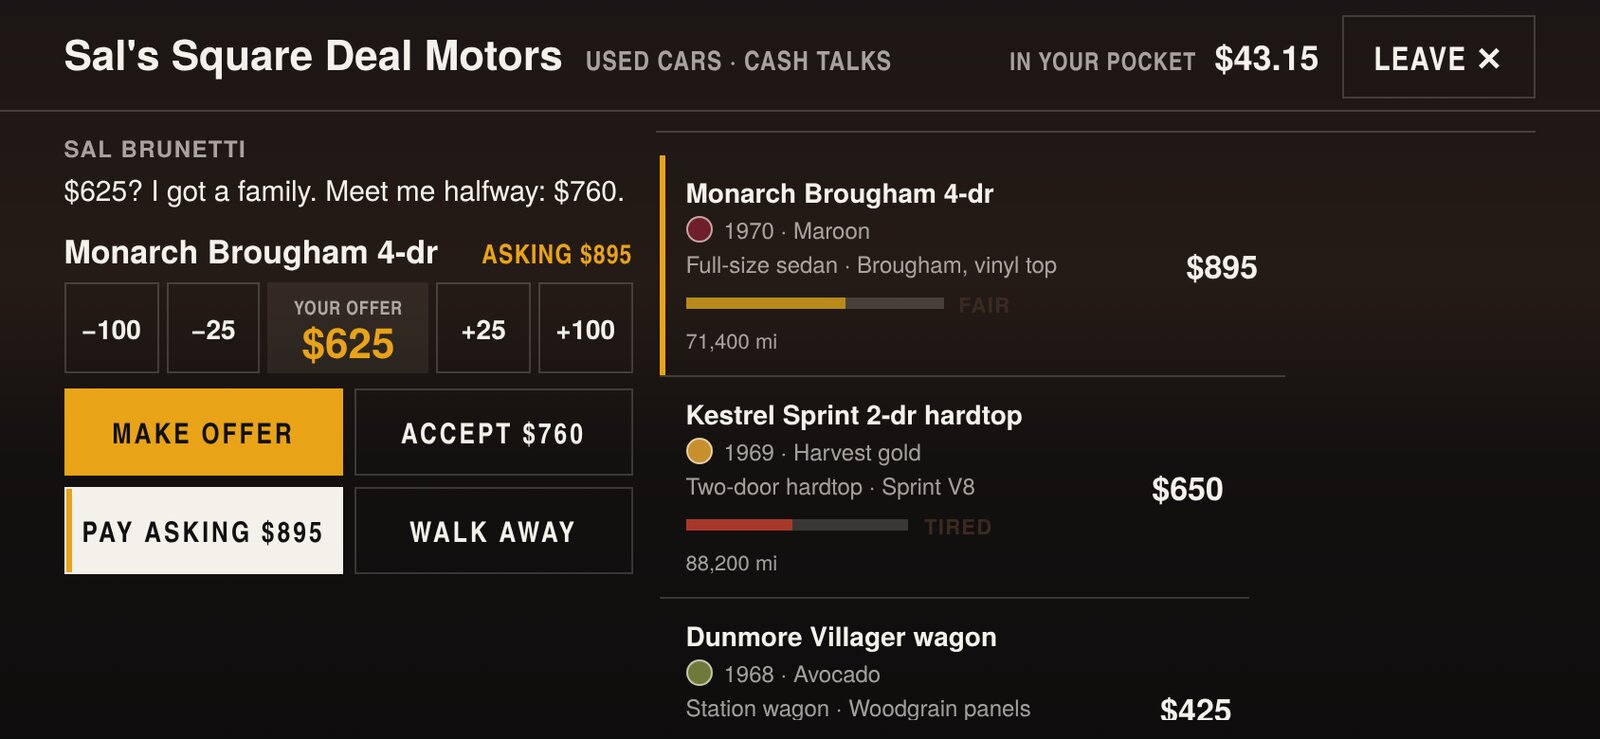 Sal's Square Deal Motors USED CARS · CASH TALKS IN YOUR POCKET $43.15 LEAVE ✕
SAL BRUNETTI
$625? I got a family. Meet me halfway: $760.
Monarch Brougham 4-dr ASKING $895
−100 −25 YOUR OFFER $625 +25 +100
MAKE OFFER ACCEPT $760
PAY ASKING $895 WALK AWAY
Monarch Brougham 4-dr
1970 · Maroon
Full-size sedan · Brougham, vinyl top $895
FAIR
71,400 mi
Kestrel Sprint 2-dr hardtop
1969 · Harvest gold
Two-door hardtop · Sprint V8 $650
TIRED
88,200 mi
Dunmore Villager wagon
1968 · Avocado
Station wagon · Woodgrain panels $425